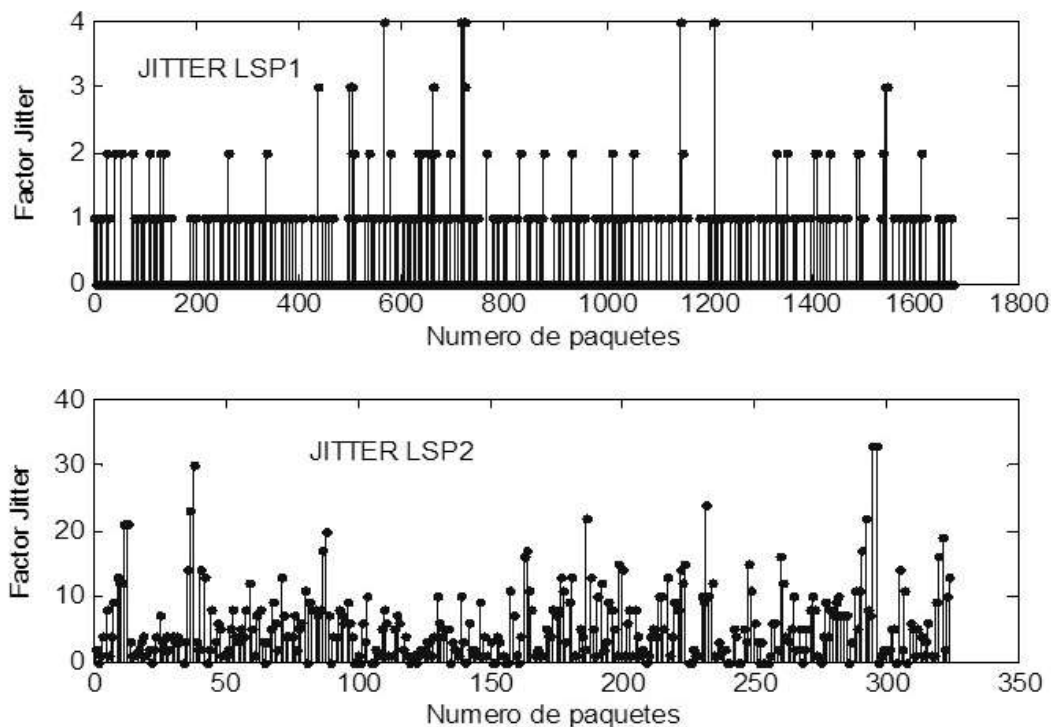 4
JITTER LSP1
3
2
1
0
Factor Jitter
0 200 400 600 800 1000 1200 1400 1600 1800
Numero de paquetes
40
JITTER LSP2
30
20
10
0
Factor Jitter
0 50 100 150 200 250 300 350
Numero de paquetes